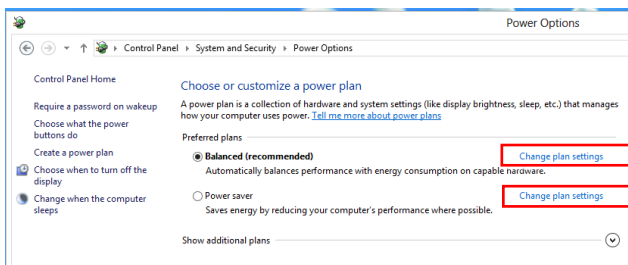 Power Options
Control Panel System and Security Power Options
Control Panel Home
Require a password on wakeup
Choose what the power
buttons do
Create a power plan
Choose when to turn off the
display
Change when the computer
sleeps
Choose or customize a power plan
A power plan is a collection of hardware and system settings (like display brightness, sleep, etc.) that manages
how your computer uses power. Tell me more about power plans
Preferred plans
Balanced (recommended) Change plan settings
Automatically balances performance with energy consumption on capable hardware.
Power saver Change plan settings
Saves energy by reducing your computer's performance where possible.
Show additional plans